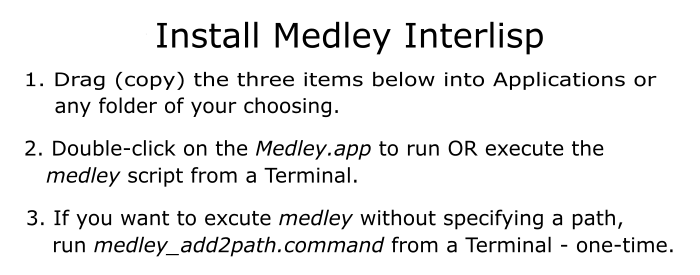 Install Medley Interlisp
1. Drag (copy) the three items below into Applications or
any folder of your choosing.
2. Double-click on the Medley.app to run OR execute the
medley script from a Terminal.
3. If you want to excute medley without specifying a path,
run medley_add2path.command from a Terminal - one-time.